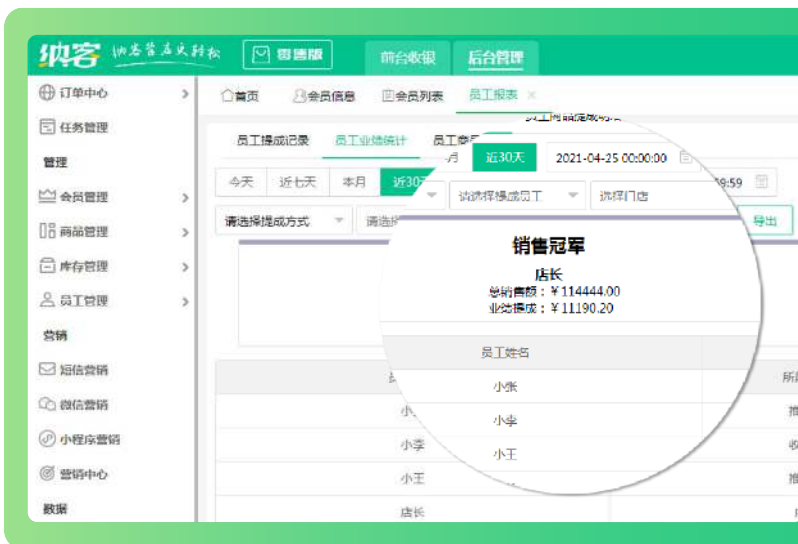 纳客 纳客管店更轻松 前台收银 后台管理
订单中心
任务管理
管理
会员管理
商品管理
库存管理
员工管理
营销
短信营销
微信营销
小程序营销
营销中心
数据
首页 会员信息 会员列表 员工报表 ×
员工提成记录 员工业绩统计
今天 近七天 本月
近30天 2021-04-25 00:00:00
59:59
请选择提成方式
请选择提成员工 选择门店
导出
销售冠军
店长
总销售额：￥114444.00
业绩提成：￥11190.20
员工姓名
小张
小李
小王
小李
小王
店长